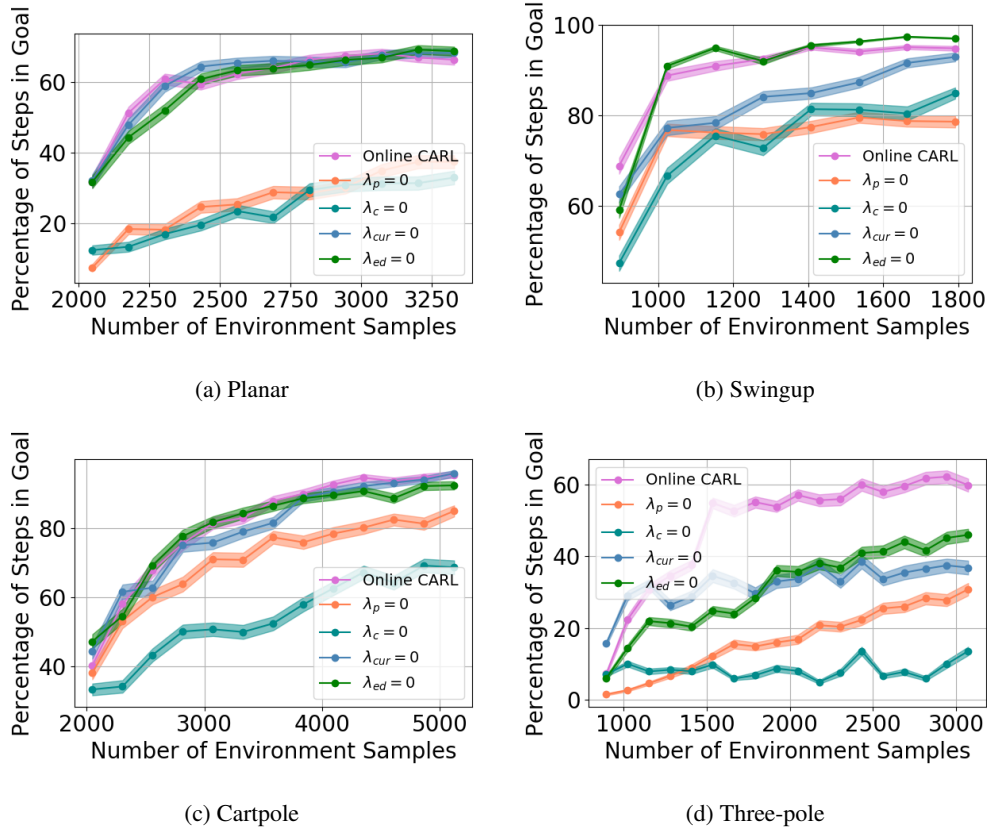 Percentage of Steps in Goal
60
40
20
2000 2250 2500 2750 3000 3250
Number of Environment Samples
Online CARL
λp = 0
λc = 0
λcur = 0
λed = 0
(a) Planar
Percentage of Steps in Goal
100
80
60
1000 1200 1400 1600 1800
Number of Environment Samples
Online CARL
λp = 0
λc = 0
λcur = 0
λed = 0
(b) Swingup
Percentage of Steps in Goal
80
60
40
2000 3000 4000 5000
Number of Environment Samples
Online CARL
λp = 0
λc = 0
λcur = 0
λed = 0
(c) Cartpole
Percentage of Steps in Goal
60
40
20
0
1000 1500 2000 2500 3000
Number of Environment Samples
Online CARL
λp = 0
λc = 0
λcur = 0
λed = 0
(d) Three-pole